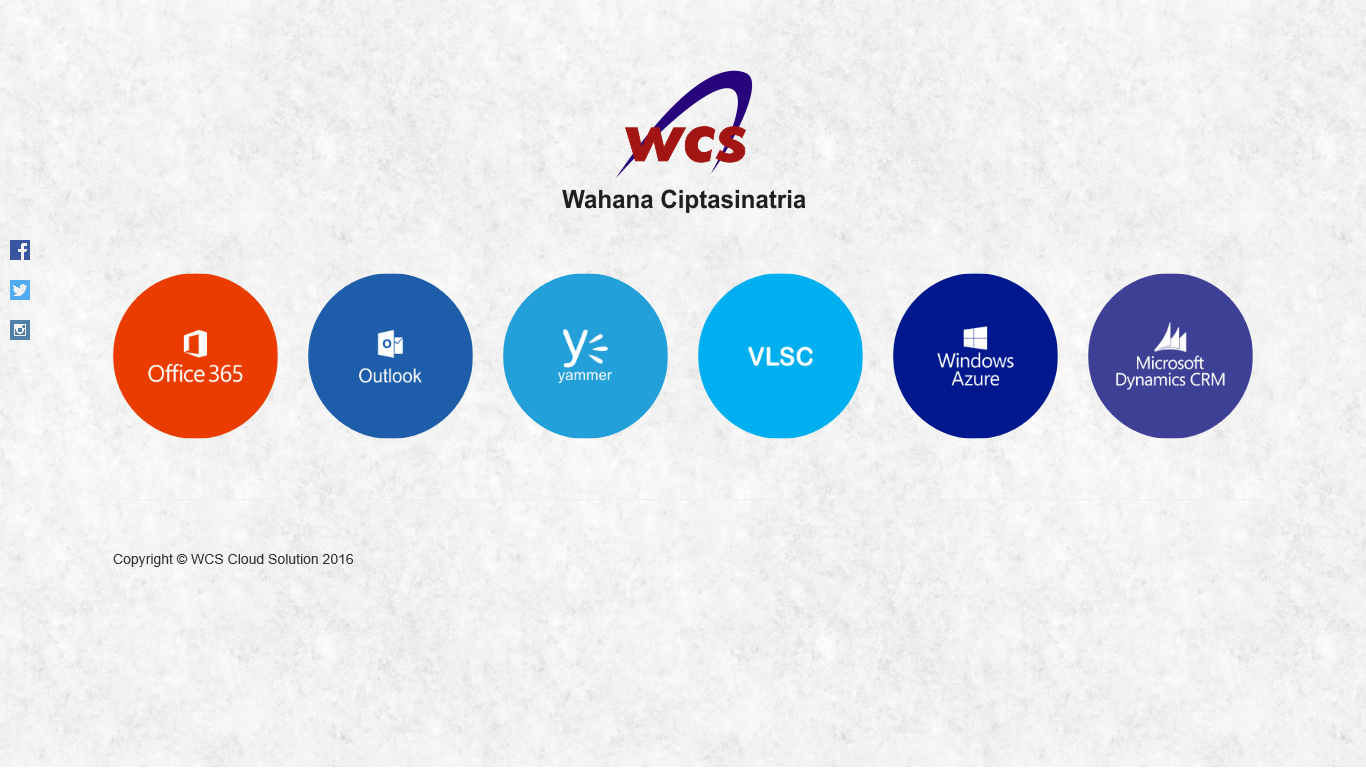 WCS
Wahana Ciptasinatria
Office 365
Outlook
yammer
VLSC
Windows
Azure
Microsoft
Dynamics CRM
Copyright © WCS Cloud Solution 2016